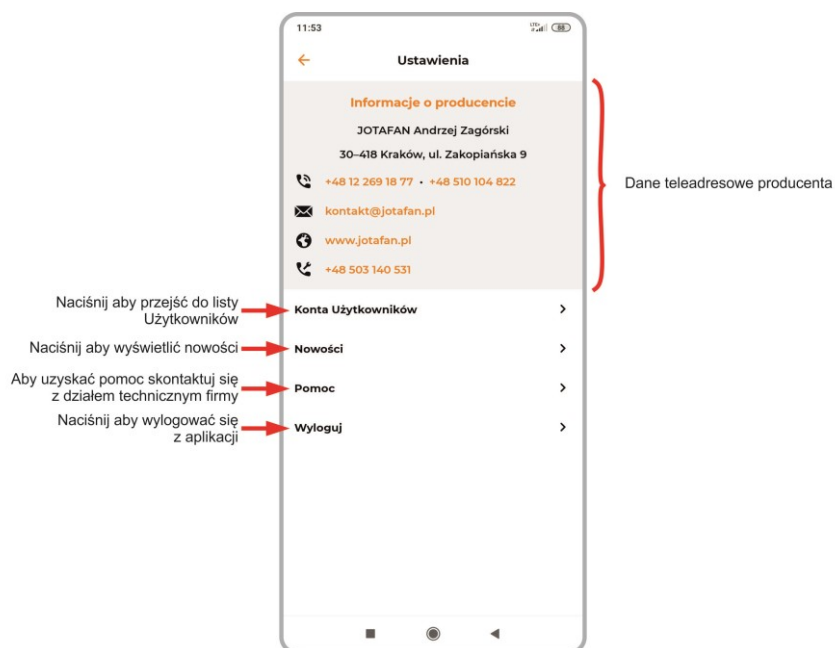 11:53
LTE+
68
Ustawienia
Informacje o producencie
JOTAFAN Andrzej Zagórski
30–418 Kraków, ul. Zakopiańska 9
+48 12 269 18 77 • +48 510 104 822
kontakt@jotafan.pl
www.jotafan.pl
+48 503 140 531
Dane teleadresowe producenta
Naciśnij aby przejść do listy
Użytkowników
Konta Użytkowników
Naciśnij aby wyświetlić nowości
Nowości
Aby uzyskać pomoc skontaktuj się
z działem technicznym firmy
Pomoc
Naciśnij aby wylogować się
z aplikacji
Wyloguj